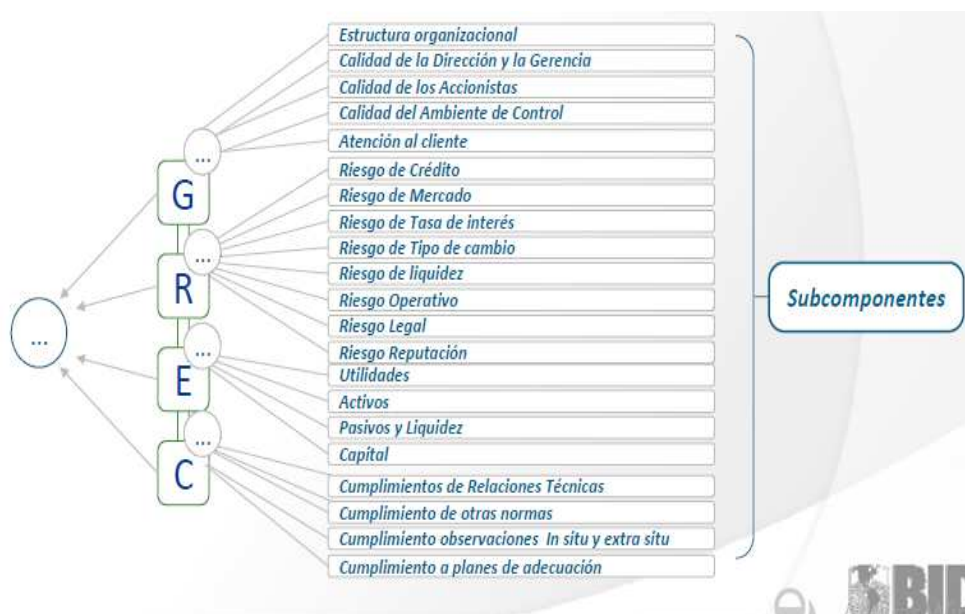 Estructura organizacional
Calidad de la Dirección y la Gerencia
Calidad de los Accionistas
Calidad del Ambiente de Control
Atención al cliente
...
G
Riesgo de Crédito
Riesgo de Mercado
Riesgo de Tasa de interés
Riesgo de Tipo de cambio
Riesgo de liquidez
Riesgo Operativo
Riesgo Legal
Riesgo Reputación
...
R
...
Utilidades
Activos
Pasivos y Liquidez
Capital
...
E
Cumplimientos de Relaciones Técnicas
Cumplimiento de otras normas
Cumplimiento observaciones In situ y extra situ
Cumplimiento a planes de adecuación
...
C
Subcomponentes
BID